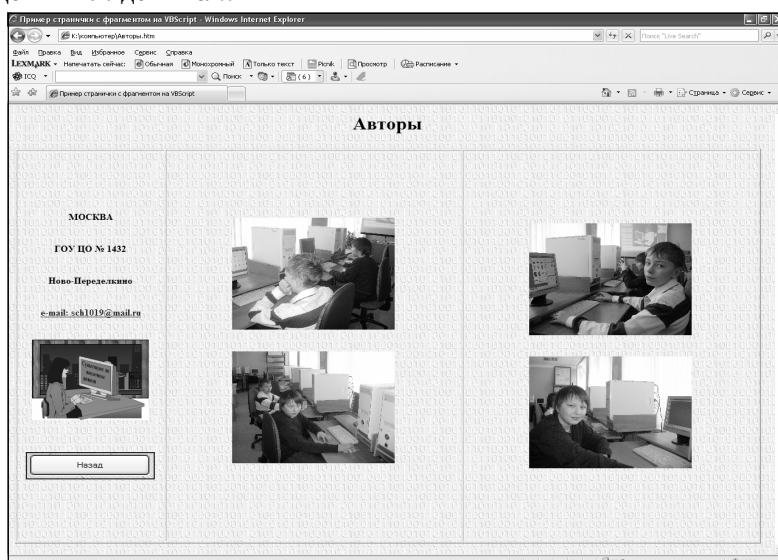 Пример странички с фрагментом на VBScript - Windows Internet Explorer
K:\компьютер\Авторы.htm
Поиск "Live Search"
Файл Правка Вид Избранное Сервис Справка
LEXMARK Напечатать сейчас: Обычная Монохромный Только текст Picnik Просмотр Расписание
ICQ Поиск (6)
Пример странички с фрагментом на VBScript
Страница Сервис
Авторы
МОСКВА
ГОУ ЦО № 1432
Ново-Переделкино
e-mail: sch1019@mail.ru
Назад